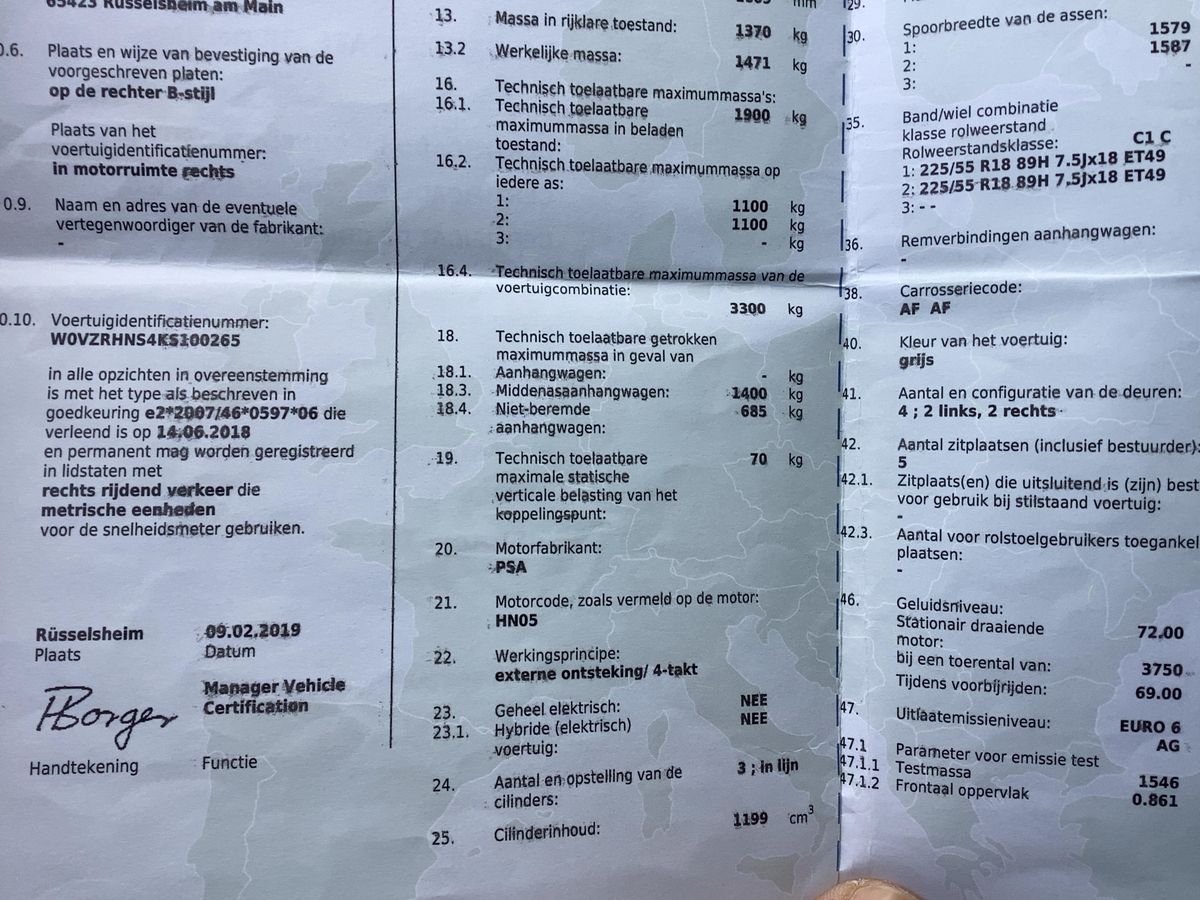 65423 Rüsselsheim am Main
0.6. Plaats en wijze van bevestiging van de
voorgeschreven platen:
op de rechter B-stijl
Plaats van het
voertuigidentificatienummer:
in motorruimte rechts
0.9. Naam en adres van de eventuele
vertegenwoordiger van de fabrikant:
-
0.10. Voertuigidentificatienummer:
W0VZRHNS4KS100265
in alle opzichten in overeenstemming
is met het type als beschreven in
goedkeuring e2*2007/46*0597*06 die
verleend is op 14.06.2018
en permanent mag worden geregistreerd
in lidstaten met
rechts rijdend verkeer die
metrische eenheden
voor de snelheidsmeter gebruiken.
Rüsselsheim 09.02.2019
Plaats Datum
Manager Vehicle
Certification
HBorger
Handtekening Functie
mm
13. Massa in rijklare toestand: 1370 kg
13.2 Werkelijke massa: 1471 kg
16. Technisch toelaatbare maximummassa's:
16.1. Technisch toelaatbare 1900 kg
maximummassa in beladen
toestand:
16.2. Technisch toelaatbare maximummassa op
iedere as:
1: 1100 kg
2: 1100 kg
3: - kg
16.4. Technisch toelaatbare maximummassa van de
voertuigcombinatie:
3300 kg
18. Technisch toelaatbare getrokken
maximummassa in geval van
18.1. Aanhangwagen: - kg
18.3. Middenasaanhangwagen: 1400 kg
18.4. Niet-beremde 685 kg
aanhangwagen:
19. Technisch toelaatbare 70 kg
maximale statische
verticale belasting van het
koppelingspunt:
20. Motorfabrikant:
PSA
21. Motorcode, zoals vermeld op de motor:
HN05
22. Werkingsprincipe:
externe ontsteking/ 4-takt
23. Geheel elektrisch: NEE
23.1. Hybride (elektrisch) NEE
voertuig:
24. Aantal en opstelling van de 3 ; in lijn
cilinders:
25. Cilinderinhoud: 1199 cm³
29.
30. Spoorbreedte van de assen:
1: 1579
2: 1587
3: -
35. Band/wiel combinatie
klasse rolweerstand
Rolweerstandsklasse: C1 C
1: 225/55 R18 89H 7.5Jx18 ET49
2: 225/55 R18 89H 7.5Jx18 ET49
3: - -
36. Remverbindingen aanhangwagen:
-
38. Carrosseriecode:
AF AF
40. Kleur van het voertuig:
grijs
41. Aantal en configuratie van de deuren:
4 ; 2 links, 2 rechts
42. Aantal zitplaatsen (inclusief bestuurder):
5
42.1. Zitplaats(en) die uitsluitend is (zijn) best
voor gebruik bij stilstaand voertuig:
-
42.3. Aantal voor rolstoelgebruikers toegankel
plaatsen:
-
46. Geluidsniveau:
Stationair draaiende 72.00
motor:
bij een toerental van: 3750
Tijdens voorbijrijden: 69.00
47. Uitlaatemissieniveau: EURO 6
AG
47.1 Parameter voor emissie test
47.1.1 Testmassa 1546
47.1.2 Frontaal oppervlak 0.861